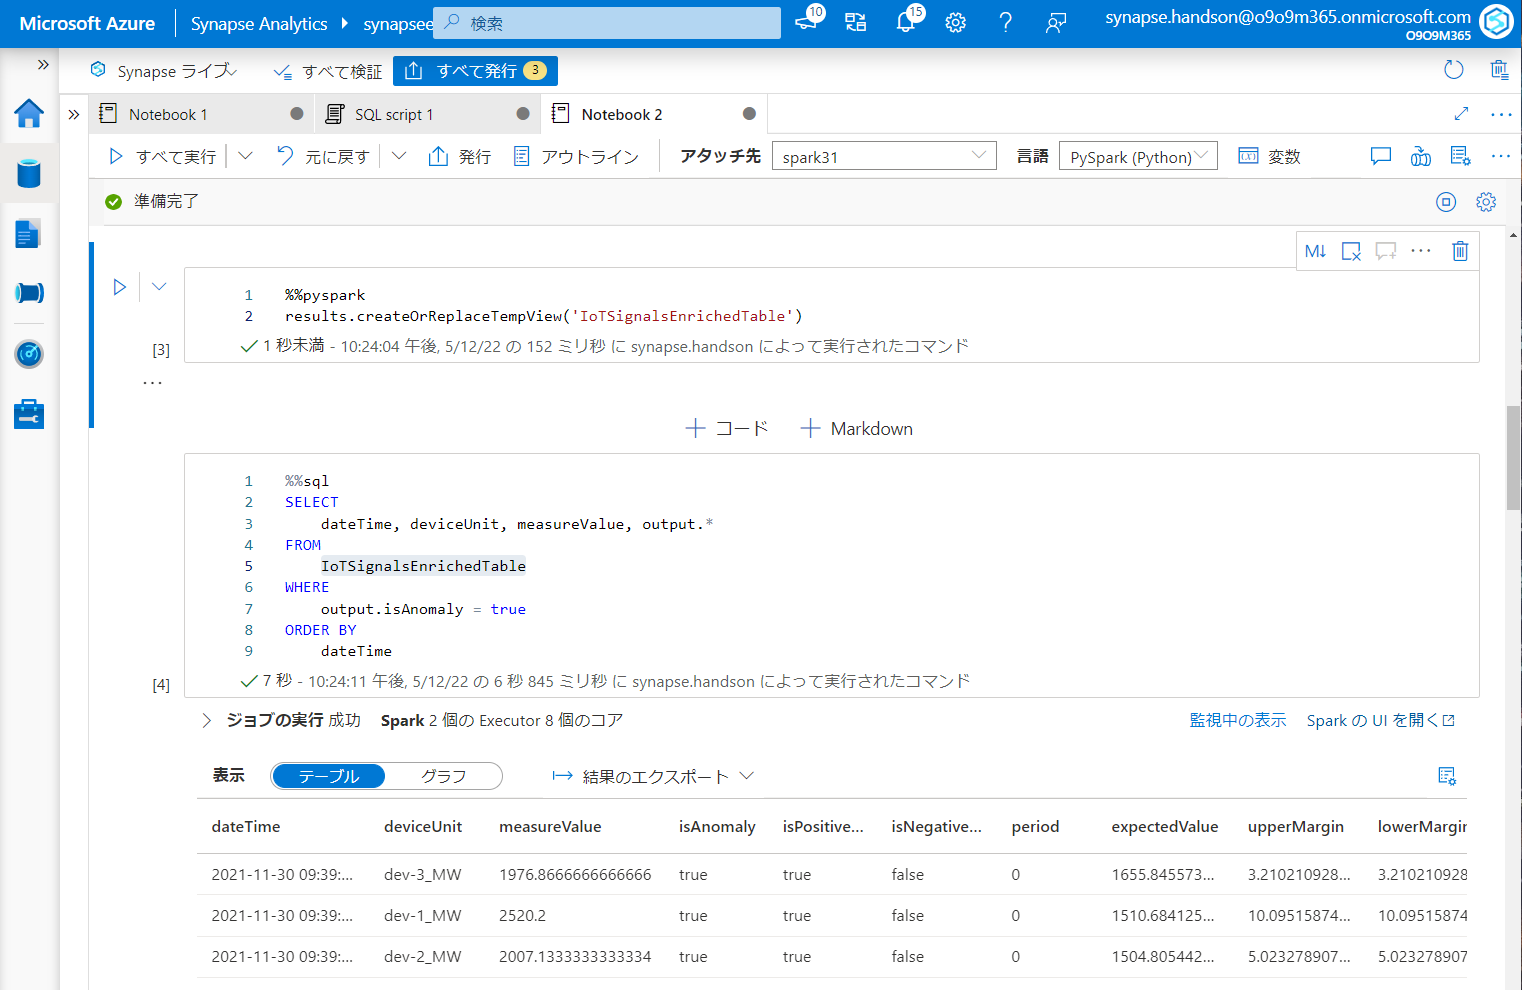 Microsoft Azure
Synapse Analytics
synapsee
検索
10
15
synapse.handson@o9o9m365.onmicrosoft.com
O9O9M365
Synapse ライブ
すべて検証
すべて発行 3
Notebook 1
SQL script 1
Notebook 2
すべて実行
元に戻す
発行
アウトライン
アタッチ先
spark31
言語
PySpark (Python)
変数
準備完了
M↓
1 %%pyspark
2 results.createOrReplaceTempView('IoTSignalsEnrichedTable')
[3]
1 秒未満 - 10:24:04 午後, 5/12/22 の 152 ミリ秒 に synapse.handson によって実行されたコマンド
コード
Markdown
1 %%sql
2 SELECT
3 dateTime, deviceUnit, measureValue, output.*
4 FROM
5 IoTSignalsEnrichedTable
6 WHERE
7 output.isAnomaly = true
8 ORDER BY
9 dateTime
[4]
7 秒 - 10:24:11 午後, 5/12/22 の 6 秒 845 ミリ秒 に synapse.handson によって実行されたコマンド
ジョブの実行 成功 Spark 2 個の Executor 8 個のコア
監視中の表示
Spark の UI を開く
表示
テーブル
グラフ
結果のエクスポート
dateTime deviceUnit measureValue isAnomaly isPositive... isNegative... period expectedValue upperMargin lowerMargin
2021-11-30 09:39:... dev-3_MW 1976.8666666666666 true true false 0 1655.845573... 3.210210928... 3.210210928
2021-11-30 09:39:... dev-1_MW 2520.2 true true false 0 1510.684125... 10.09515874... 10.09515874
2021-11-30 09:39:... dev-2_MW 2007.1333333333334 true true false 0 1504.805442... 5.023278907... 5.023278907